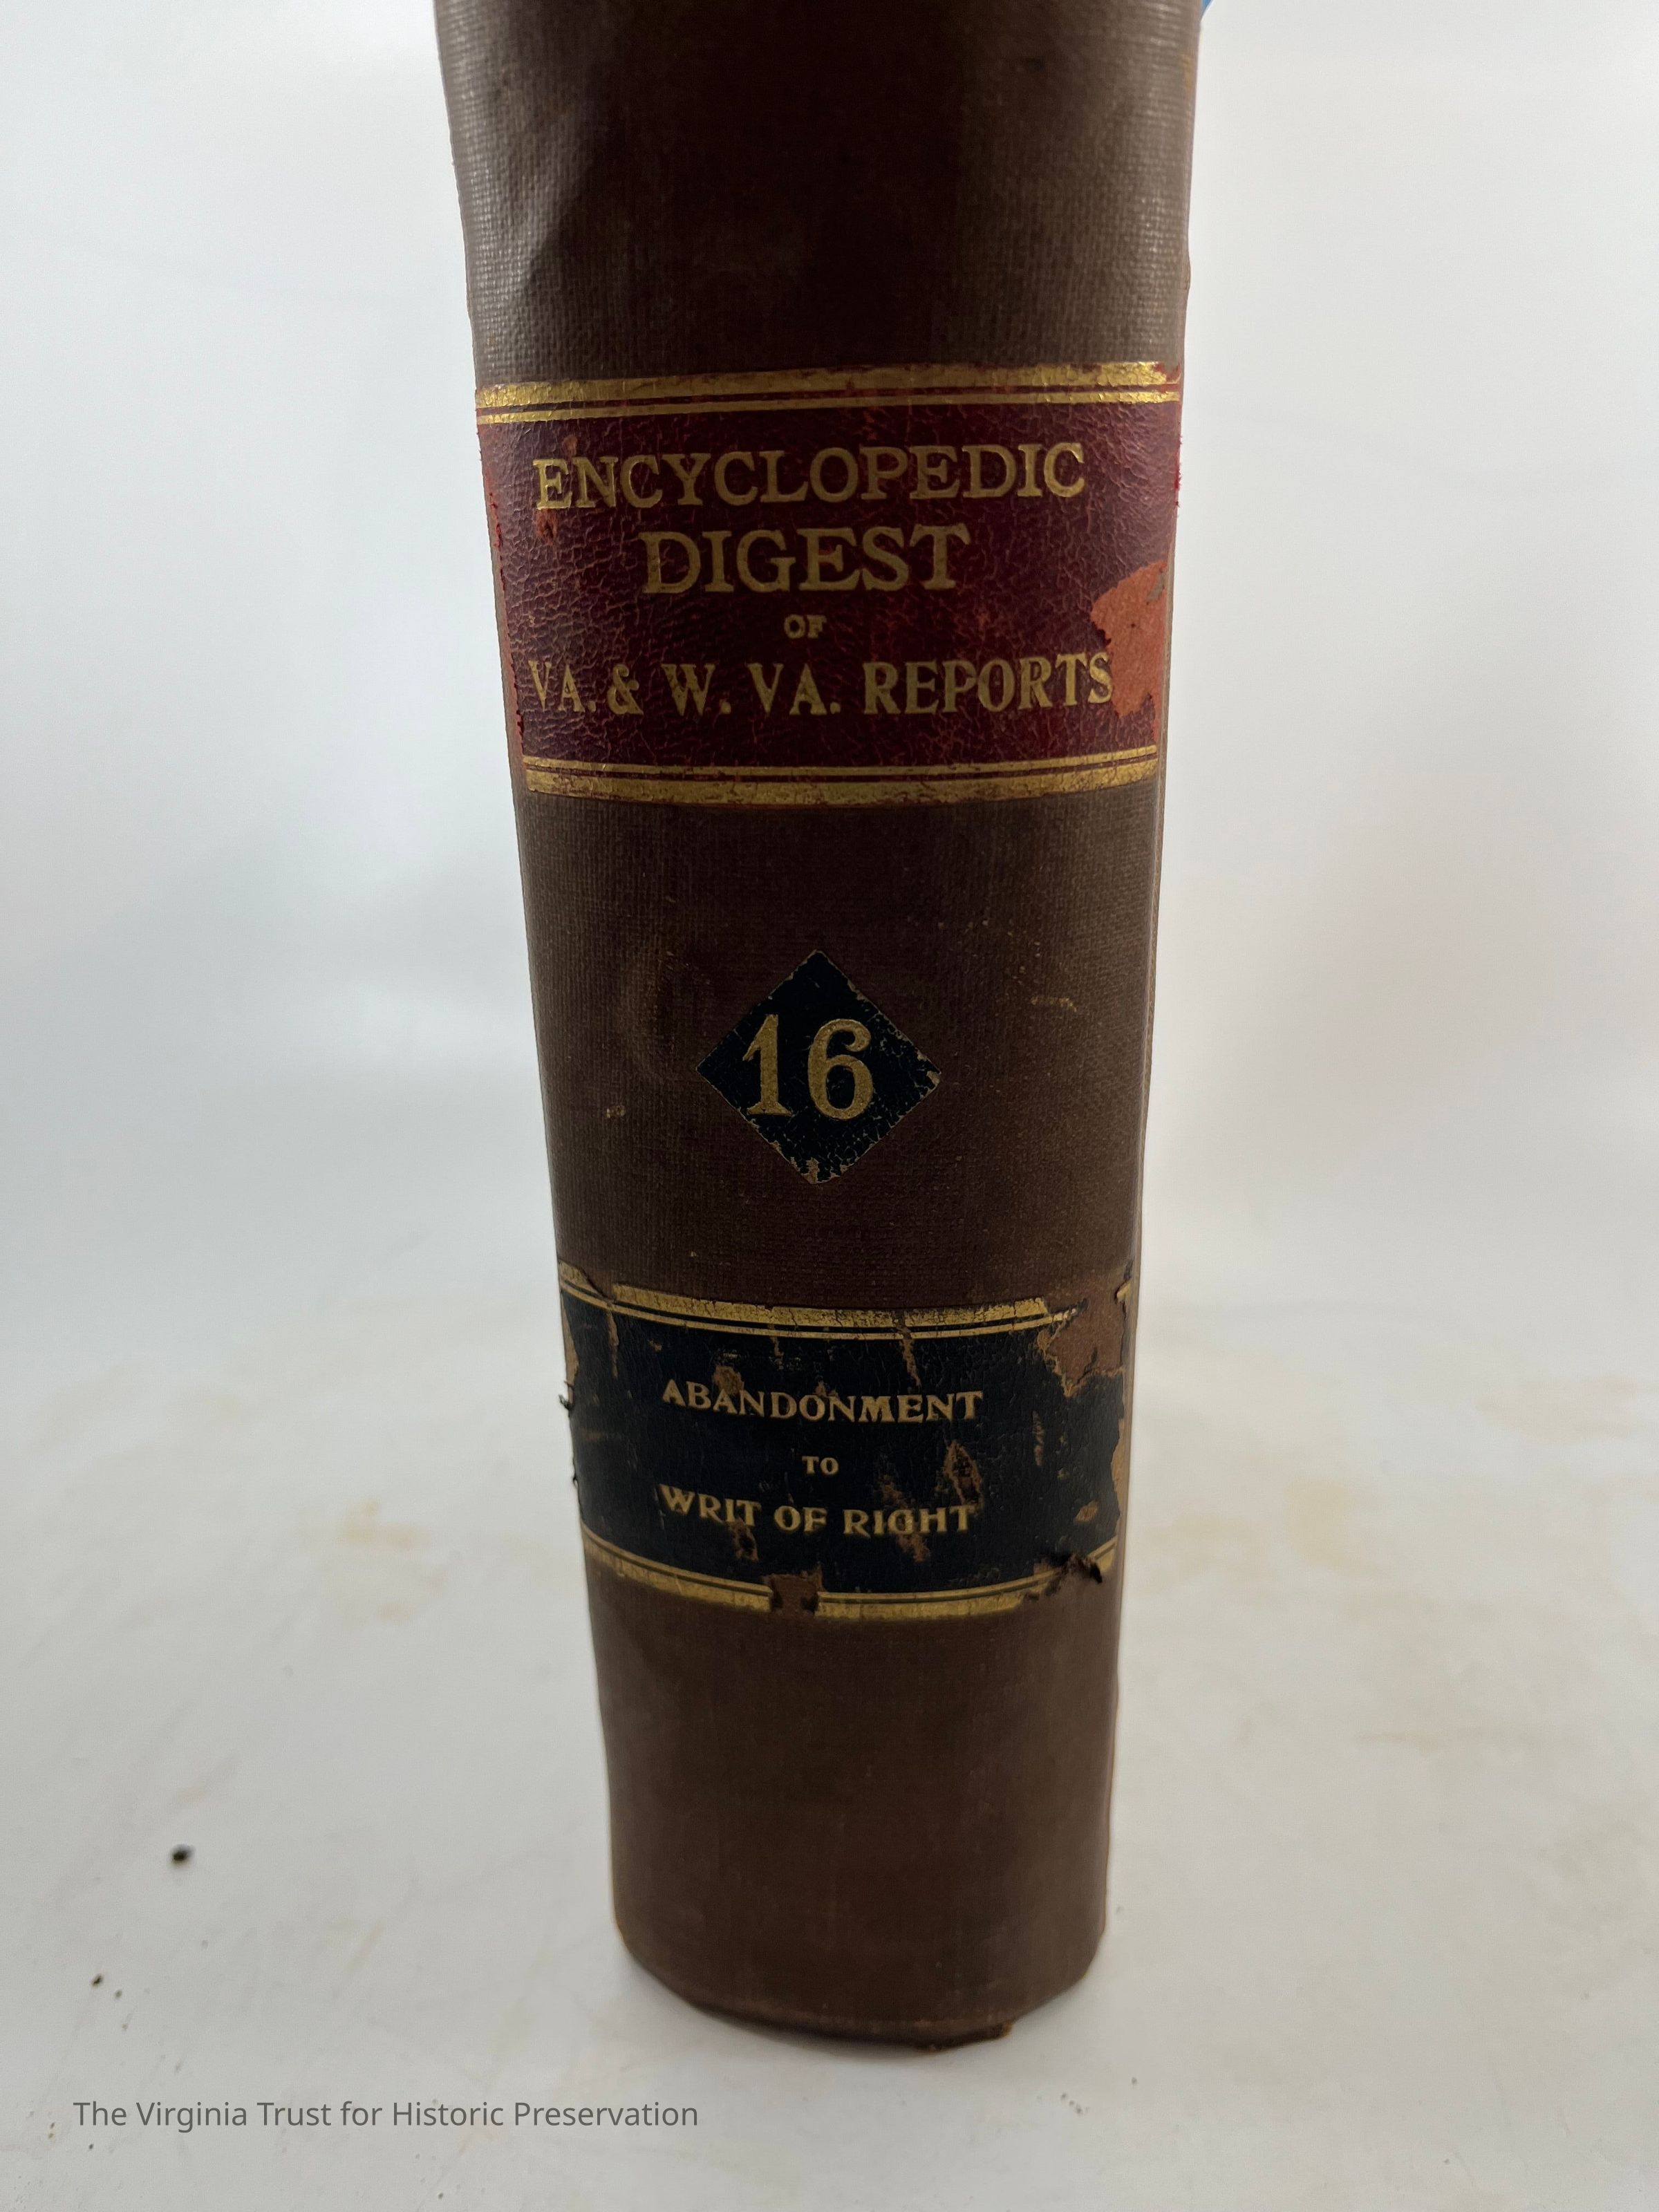 ENCYCLOPEDIC
DIGEST
OF
VA. & W. VA. REPORTS
16
ABANDONMENT
TO
WRIT OF RIGHT
The Virginia Trust for Historic Preservation